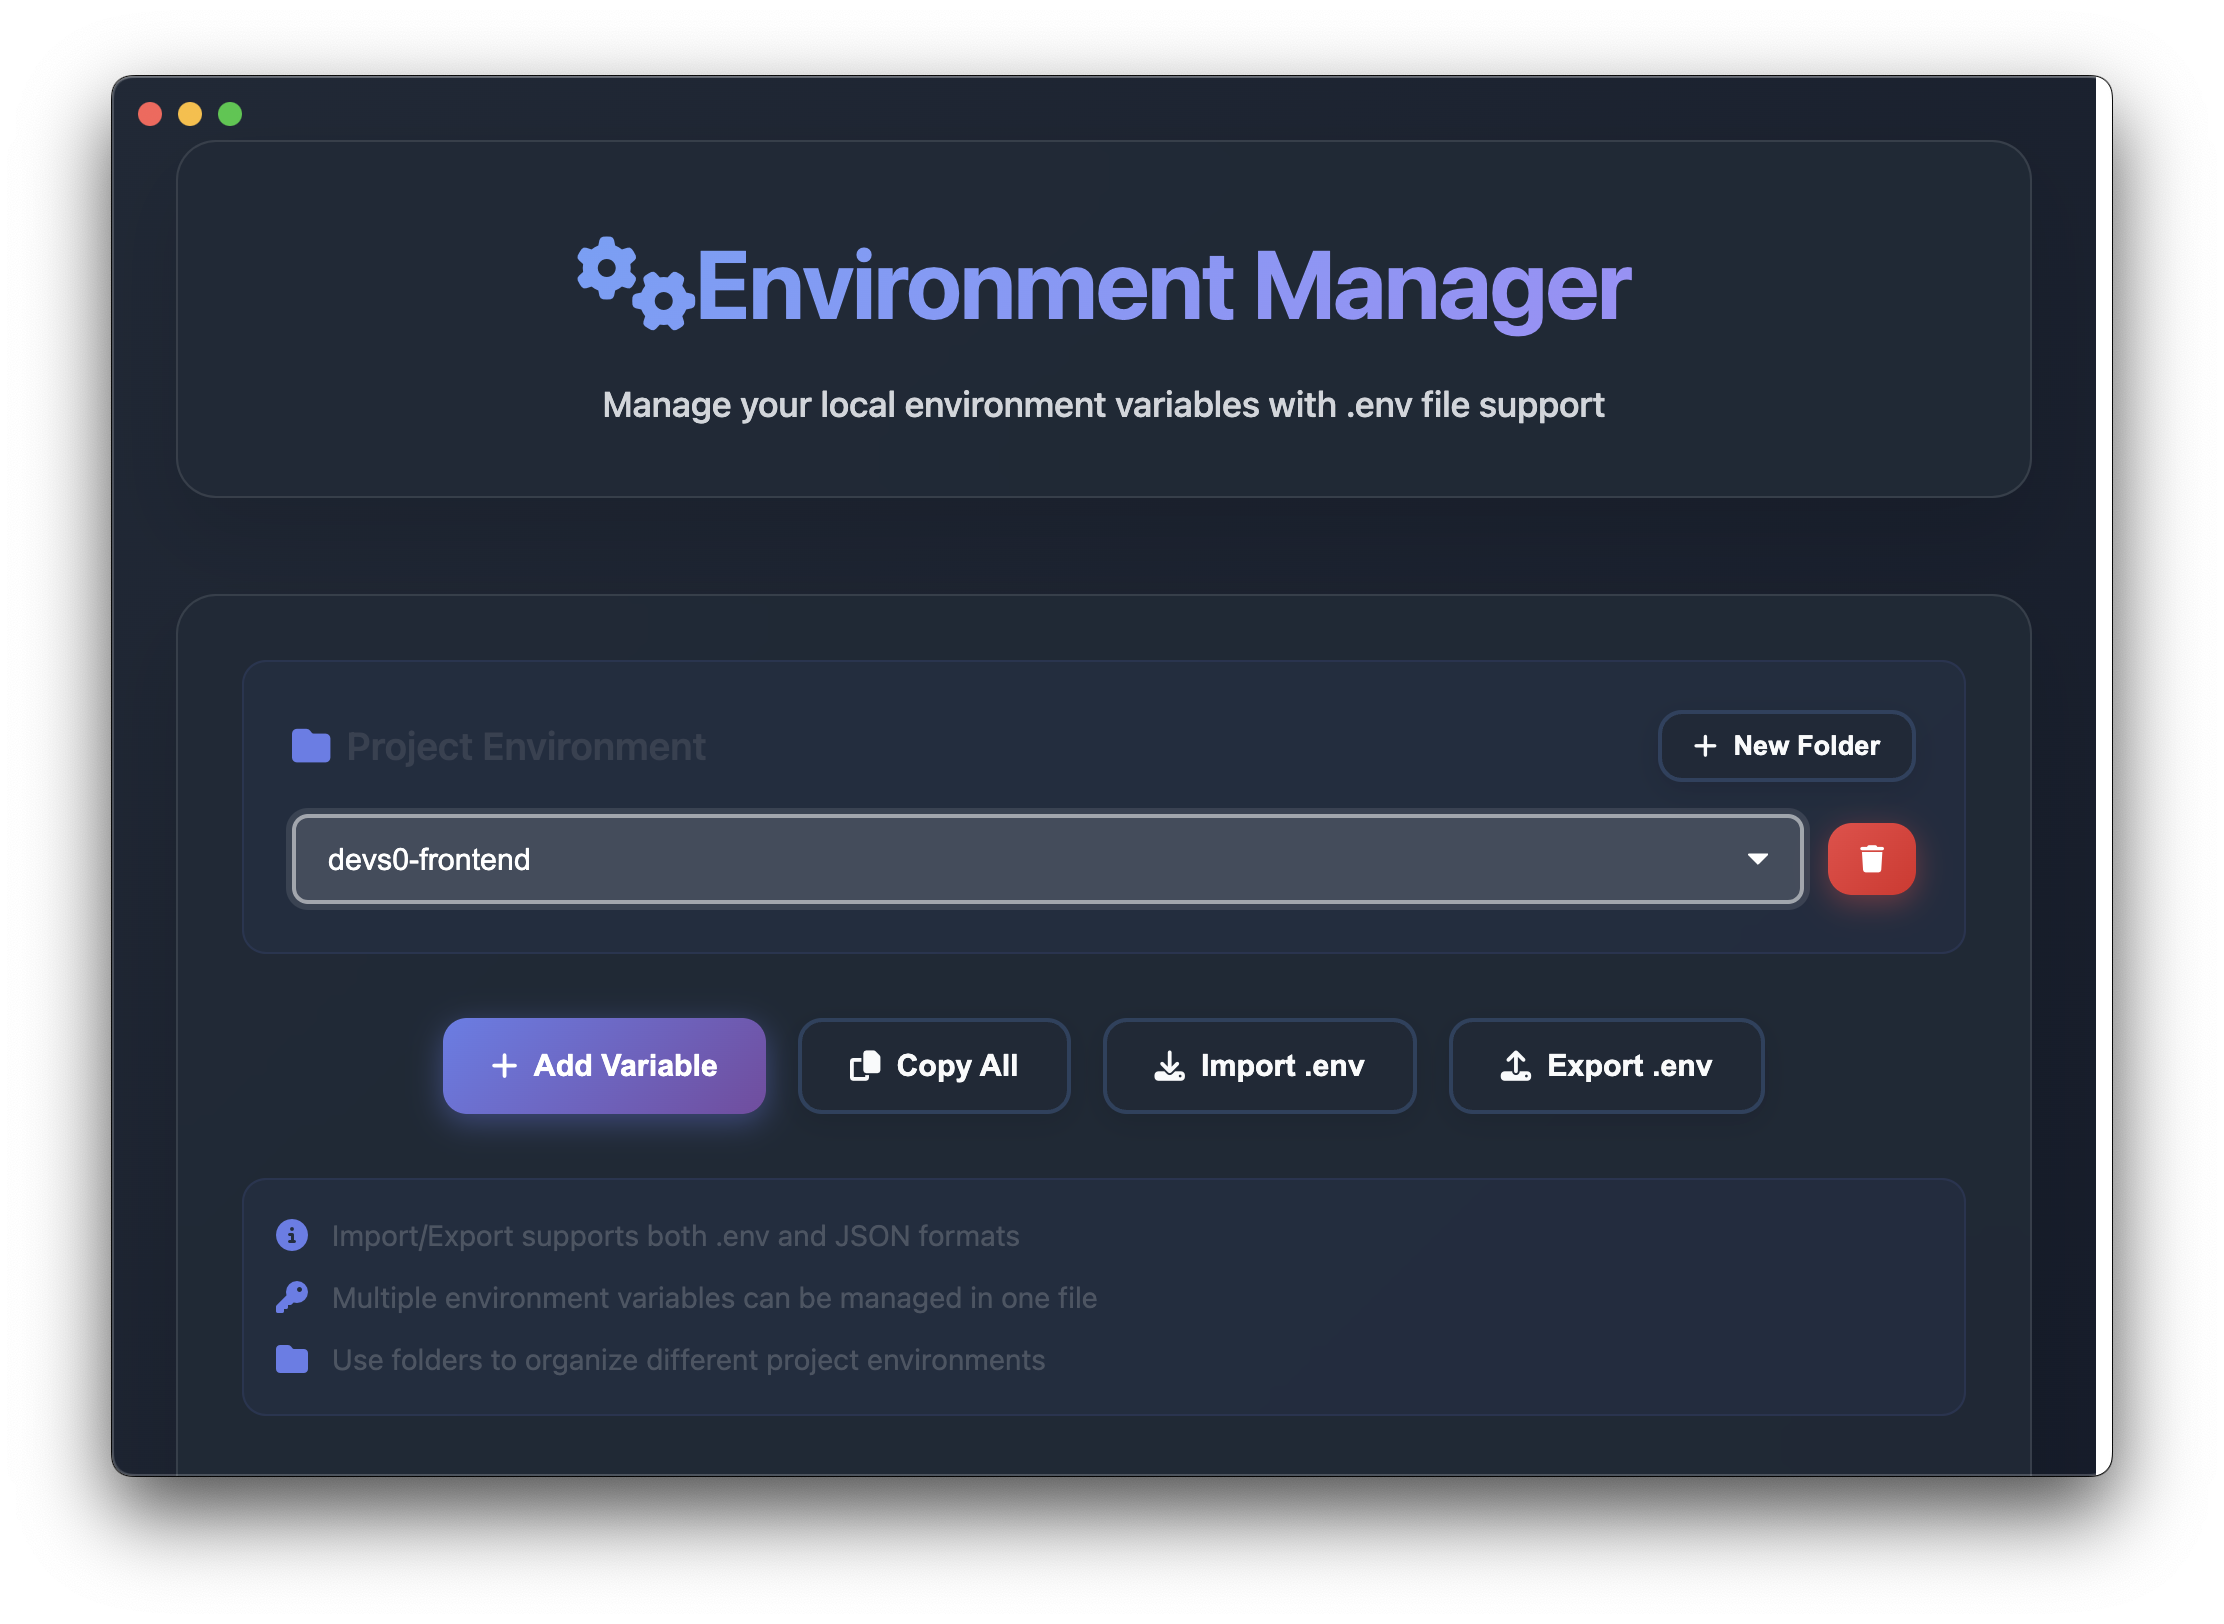 Environment Manager
Manage your local environment variables with .env file support
Project Environment
New Folder
devs0-frontend
Add Variable
Copy All
Import .env
Export .env
Import/Export supports both .env and JSON formats
Multiple environment variables can be managed in one file
Use folders to organize different project environments